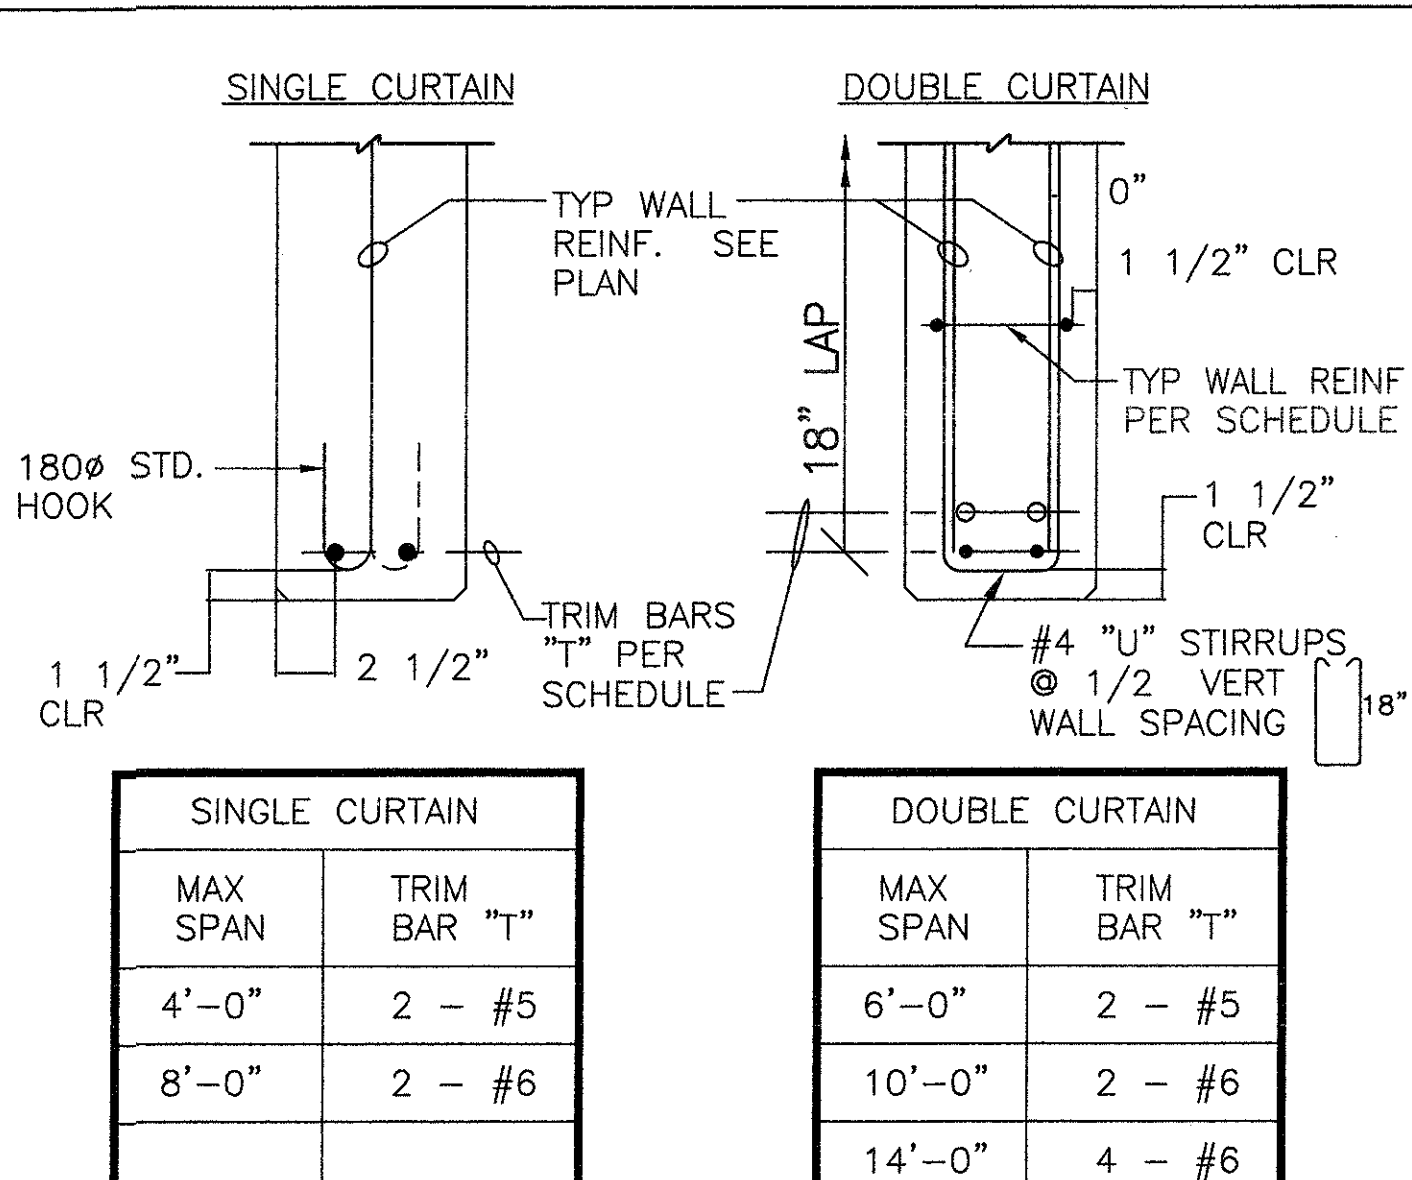 SINGLE CURTAIN
DOUBLE CURTAIN
TYP WALL
REINF. SEE
PLAN
0"
1 1/2" CLR
18" LAP
TYP WALL REINF
PER SCHEDULE
180ø STD.
HOOK
1 1/2"
CLR
TRIM BARS
"T" PER
SCHEDULE
1 1/2"
CLR
2 1/2"
#4 "U" STIRRUPS
@ 1/2 VERT
WALL SPACING
18"
SINGLE CURTAIN
MAX
SPAN
TRIM
BAR "T"
4'-0" 2 - #5
8'-0" 2 - #6
DOUBLE CURTAIN
MAX
SPAN
TRIM
BAR "T"
6'-0" 2 - #5
10'-0" 2 - #6
14'-0" 4 - #6